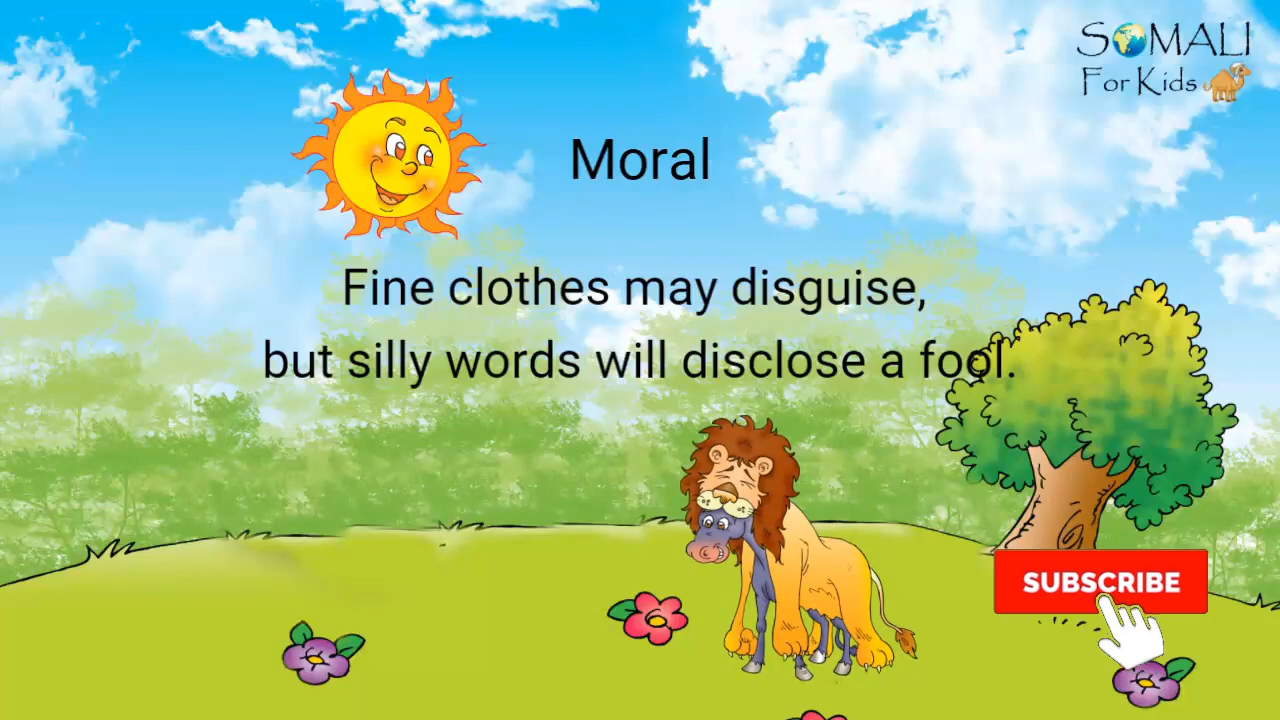 SOMALI
For Kids
Moral
Fine clothes may disguise,
but silly words will disclose a fool.
SUBSCRIBE